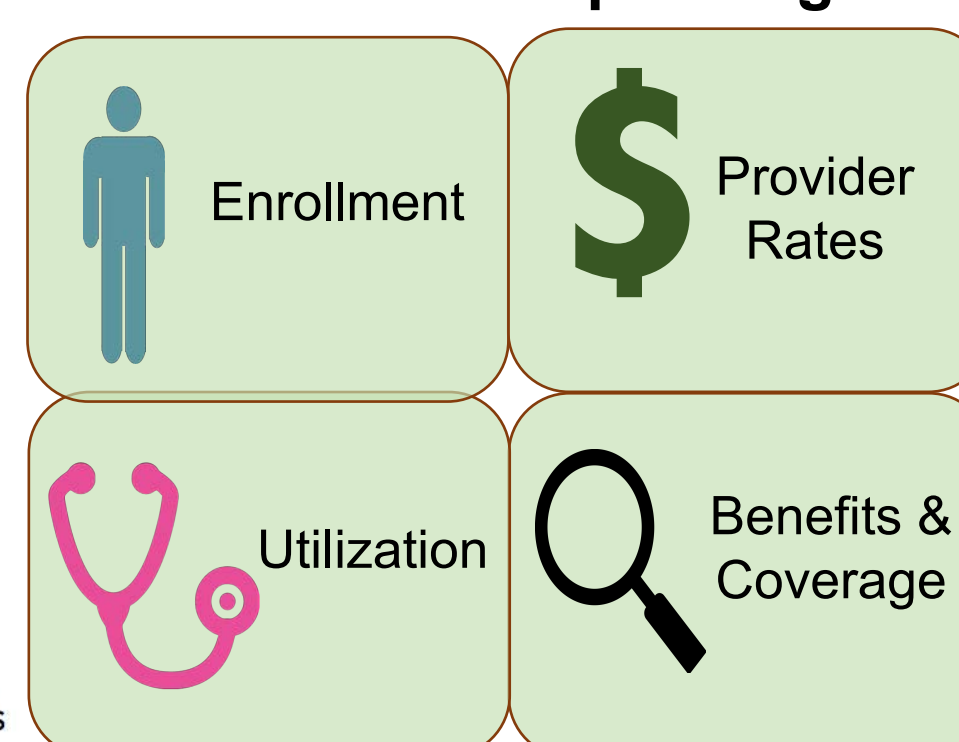 Enrollment
Provider
Rates
Utilization
Benefits &
Coverage
s